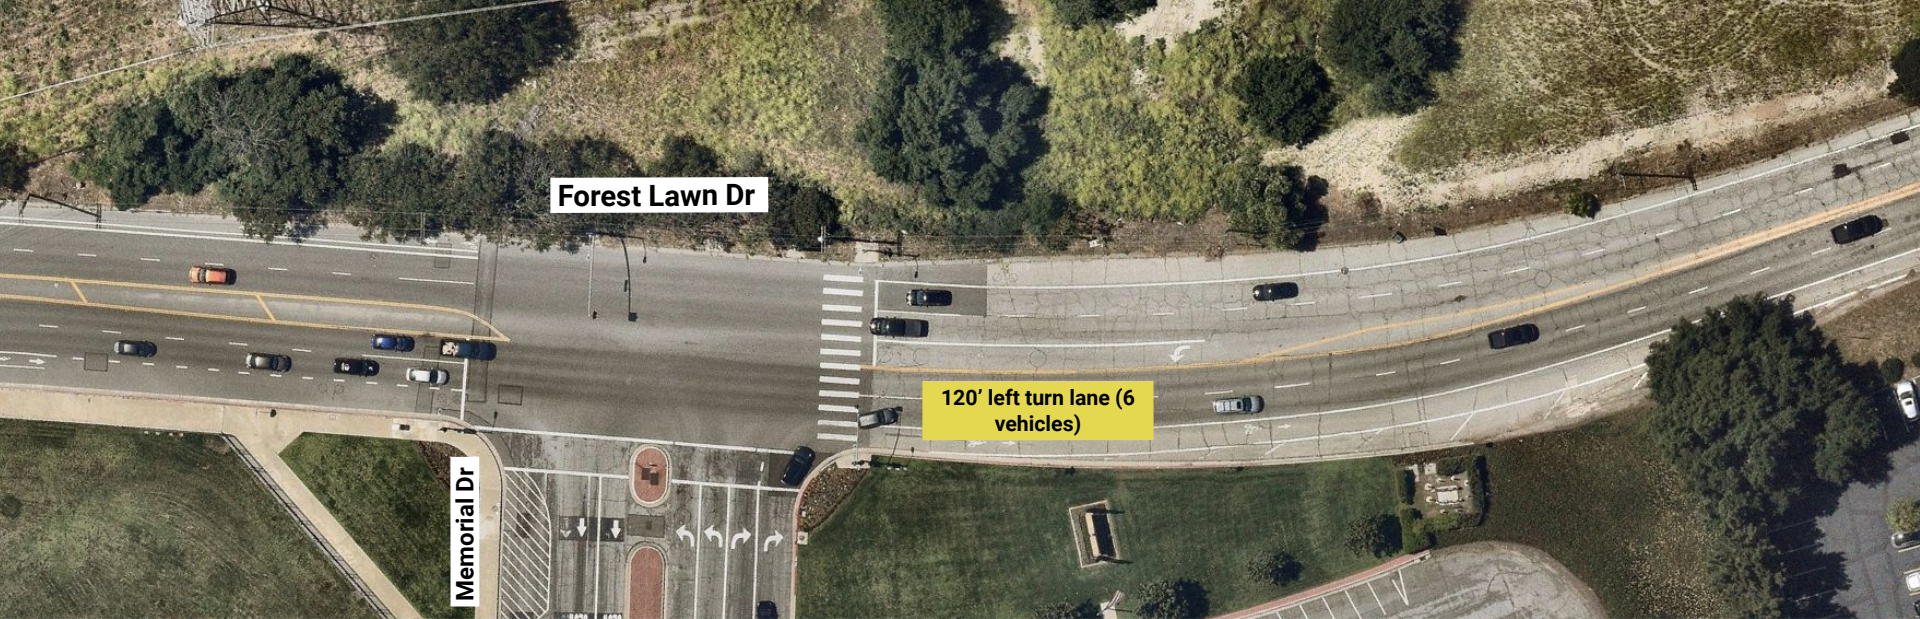 Forest Lawn Dr
120’ left turn lane (6
vehicles)
Memorial Dr